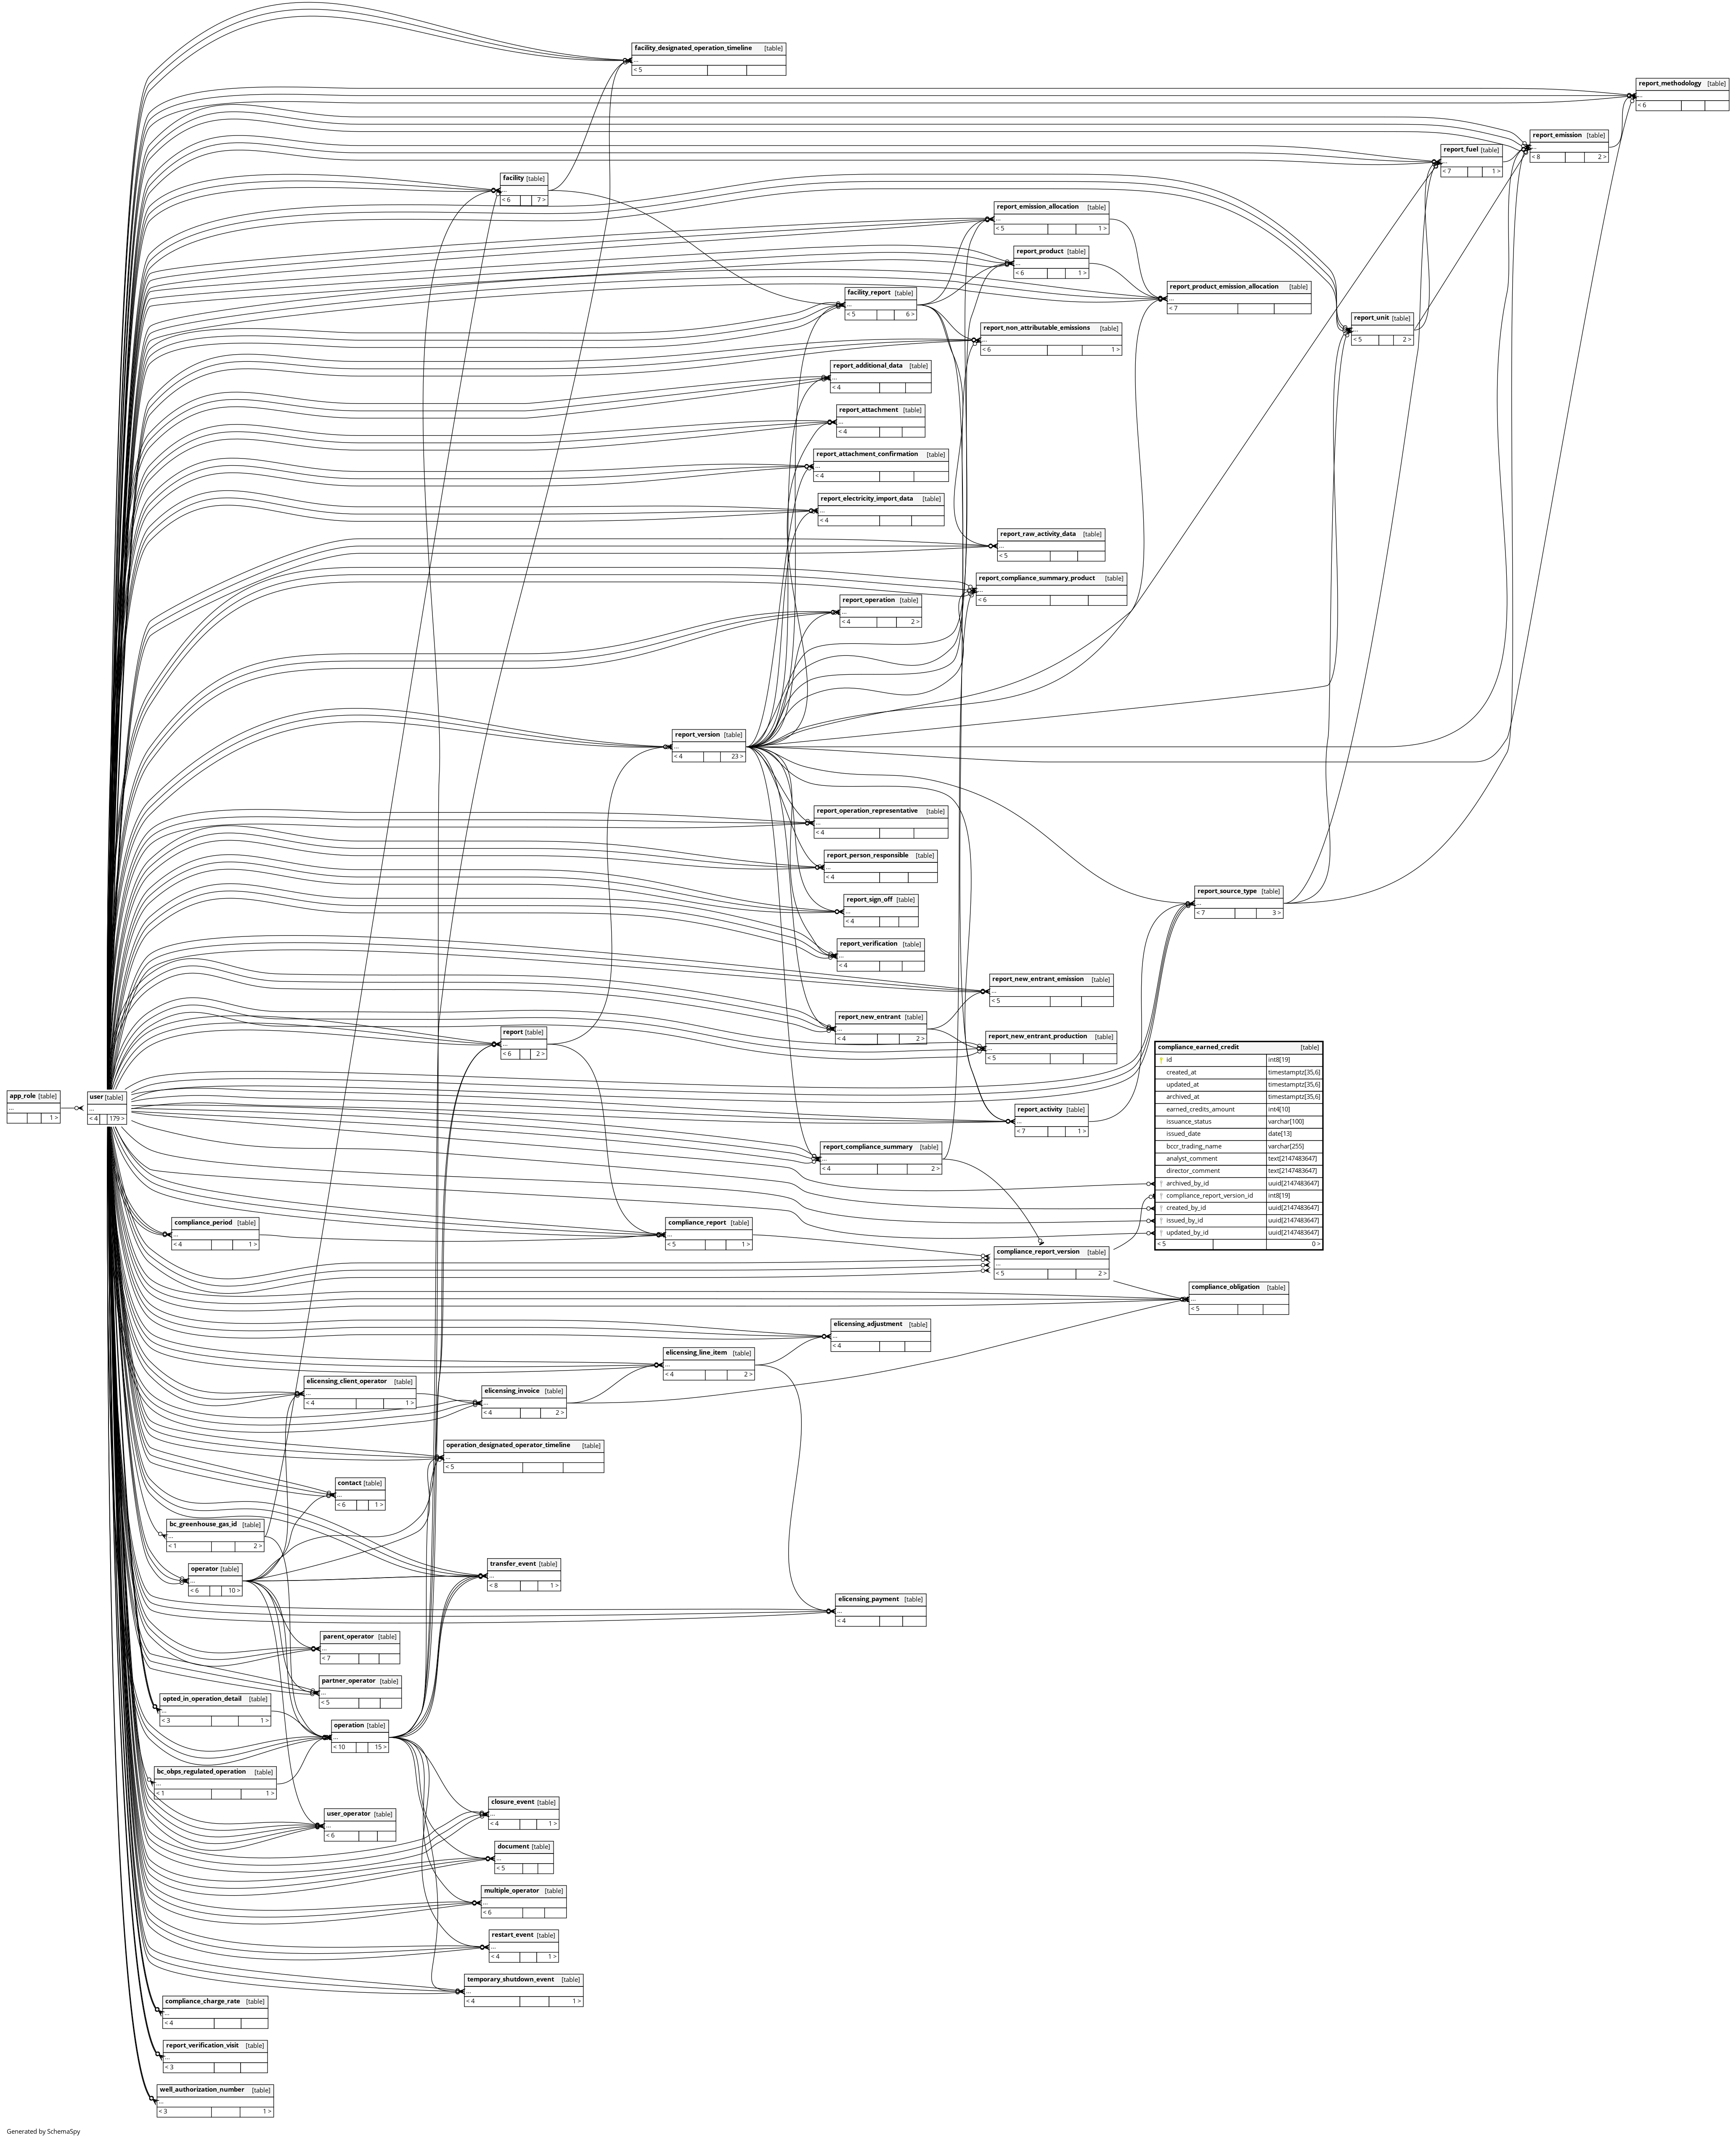 facility_designated_operation_timeline [table]
...
< 5
report_methodology [table]
...
< 6
report_emission [table]
...
< 8 2 >
report_fuel [table]
...
< 7 1 >
facility [table]
...
< 6 7 >
report_emission_allocation [table]
...
< 5 1 >
report_product [table]
...
< 6 1 >
report_product_emission_allocation [table]
...
< 7
facility_report [table]
...
< 5 6 >
report_unit [table]
...
< 5 2 >
report_non_attributable_emissions [table]
...
< 6 1 >
report_additional_data [table]
...
< 4
report_attachment [table]
...
< 4
report_attachment_confirmation [table]
...
< 4
report_electricity_import_data [table]
...
< 4
report_raw_activity_data [table]
...
< 5
report_compliance_summary_product [table]
...
< 6
report_operation [table]
...
< 4 2 >
report_version [table]
...
< 4 23 >
report_operation_representative [table]
...
< 4
report_person_responsible [table]
...
< 4
report_source_type [table]
...
< 7 3 >
report_sign_off [table]
...
< 4
report_verification [table]
...
< 4
report_new_entrant_emission [table]
...
< 5
report_new_entrant [table]
...
< 4 2 >
report [table]
...
< 6 2 >
report_new_entrant_production [table]
...
< 5
compliance_earned_credit [table]
id int8[19]
created_at timestamptz[35,6]
updated_at timestamptz[35,6]
archived_at timestamptz[35,6]
earned_credits_amount int4[10]
issuance_status varchar[100]
issued_date date[13]
bccr_trading_name varchar[255]
analyst_comment text[2147483647]
director_comment text[2147483647]
archived_by_id uuid[2147483647]
compliance_report_version_id int8[19]
created_by_id uuid[2147483647]
issued_by_id uuid[2147483647]
updated_by_id uuid[2147483647]
< 5 0 >
app_role [table]
...
1 >
user [table]
...
< 4 179 >
report_activity [table]
...
< 7 1 >
report_compliance_summary [table]
...
< 4 2 >
compliance_period [table]
...
< 4 1 >
compliance_report [table]
...
< 5 1 >
compliance_report_version [table]
...
< 5 2 >
compliance_obligation [table]
...
< 5
elicensing_adjustment [table]
...
< 4
elicensing_line_item [table]
...
< 4 2 >
elicensing_client_operator [table]
...
< 4 1 >
elicensing_invoice [table]
...
< 4 2 >
operation_designated_operator_timeline [table]
...
< 5
contact [table]
...
< 6 1 >
bc_greenhouse_gas_id [table]
...
< 1 2 >
operator [table]
...
< 6 10 >
transfer_event [table]
...
< 8 1 >
elicensing_payment [table]
...
< 4
parent_operator [table]
...
< 7
partner_operator [table]
...
< 5
opted_in_operation_detail [table]
...
< 3 1 >
operation [table]
...
< 10 15 >
bc_obps_regulated_operation [table]
...
< 1 1 >
user_operator [table]
...
< 6
closure_event [table]
...
< 4 1 >
document [table]
...
< 5
multiple_operator [table]
...
< 6
restart_event [table]
...
< 4 1 >
temporary_shutdown_event [table]
...
< 4 1 >
compliance_charge_rate [table]
...
< 4
report_verification_visit [table]
...
< 3
well_authorization_number [table]
...
< 3 1 >
Generated by SchemaSpy